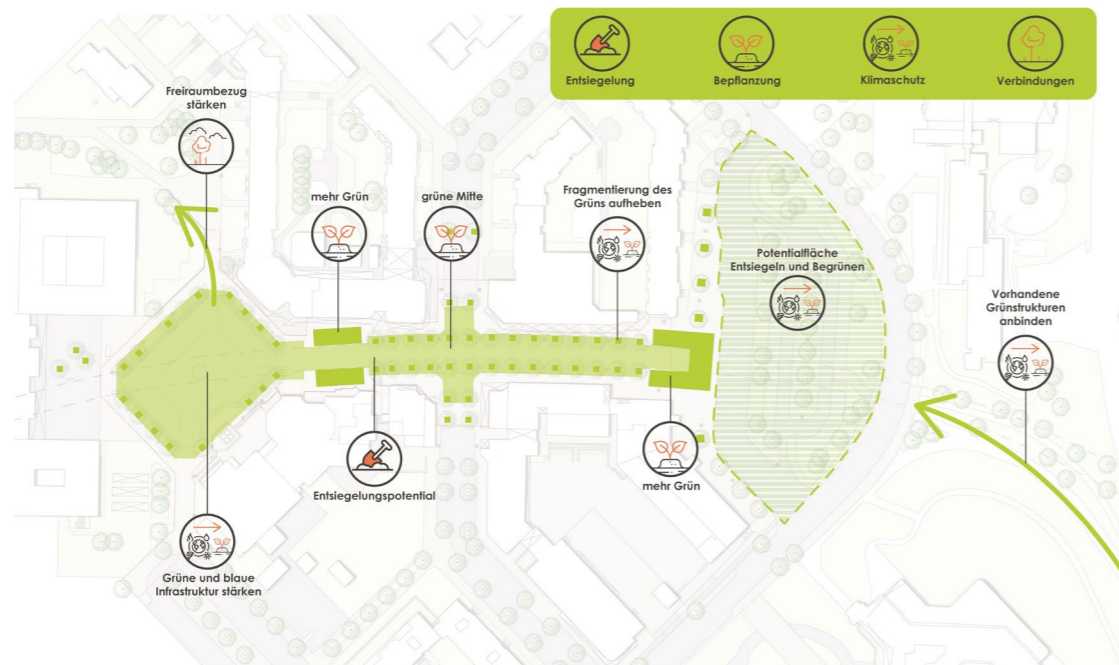 Entsiegelung
Bepflanzung
Klimaschutz
Verbindungen
Freiraumbezug
stärken
mehr Grün
grüne Mitte
Fragmentierung des
Grüns aufheben
Potentialfläche
Entsiegeln und Begrünen
Vorhandene
Grünstrukturen
anbinden
Entsiegelungspotential
mehr Grün
Grüne und blaue
Infrastruktur stärken